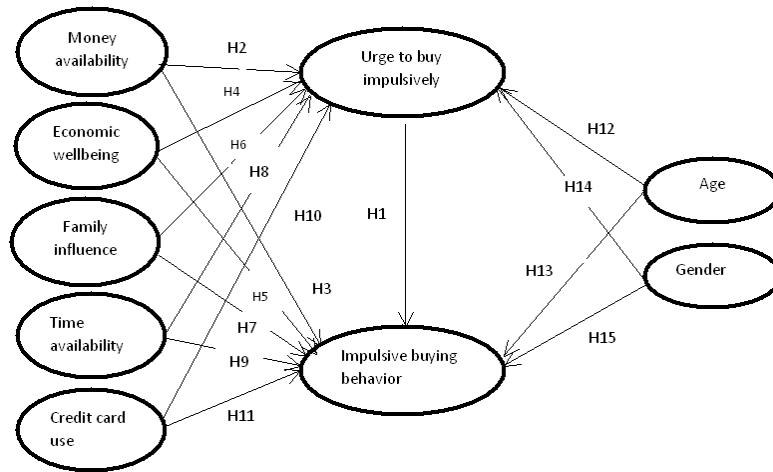 Money
availability
Economic
wellbeing
Family
influence
Time
availability
Credit card
use
H2
H4
H6
H8
H10
H5
H3
H7
H9
H11
Urge to buy
impulsively
H1
Impulsive buying
behavior
H12
H14
H13
H15
Age
Gender